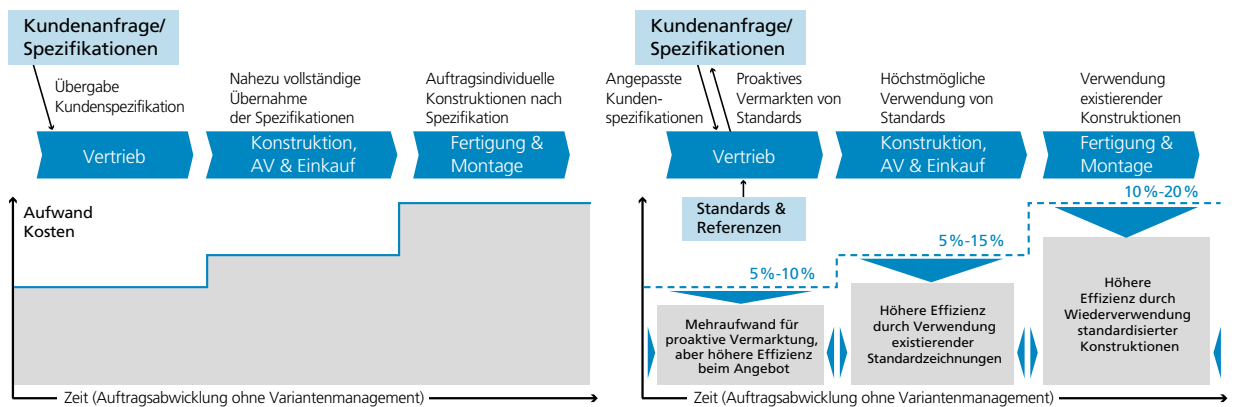 Kundenanfrage/
Spezifikationen
Übergabe
Kundenspezifikation
Nahezu vollständige
Übernahme
der Spezifikationen
Auftragsindividuelle
Konstruktionen nach
Spezifikation
Vertrieb
Konstruktion,
AV & Einkauf
Fertigung &
Montage
Aufwand
Kosten
Zeit (Auftragsabwicklung ohne Variantenmanagement)
Kundenanfrage/
Spezifikationen
Angepasste
Kunden-
spezifikationen
Proaktives
Vermarkten von
Standards
Höchstmögliche
Verwendung von
Standards
Verwendung
existierender
Konstruktionen
Vertrieb
Konstruktion,
AV & Einkauf
Fertigung &
Montage
Standards &
Referenzen
5 %-10 %
5 %-15 %
10 %-20 %
Mehraufwand für
proaktive Vermarktung,
aber höhere Effizienz
beim Angebot
Höhere Effizienz
durch Verwendung
existierender
Standardzeichnungen
Höhere
Effizienz durch
Wiederverwendung
standardisierter
Konstruktionen
Zeit (Auftragsabwicklung ohne Variantenmanagement)